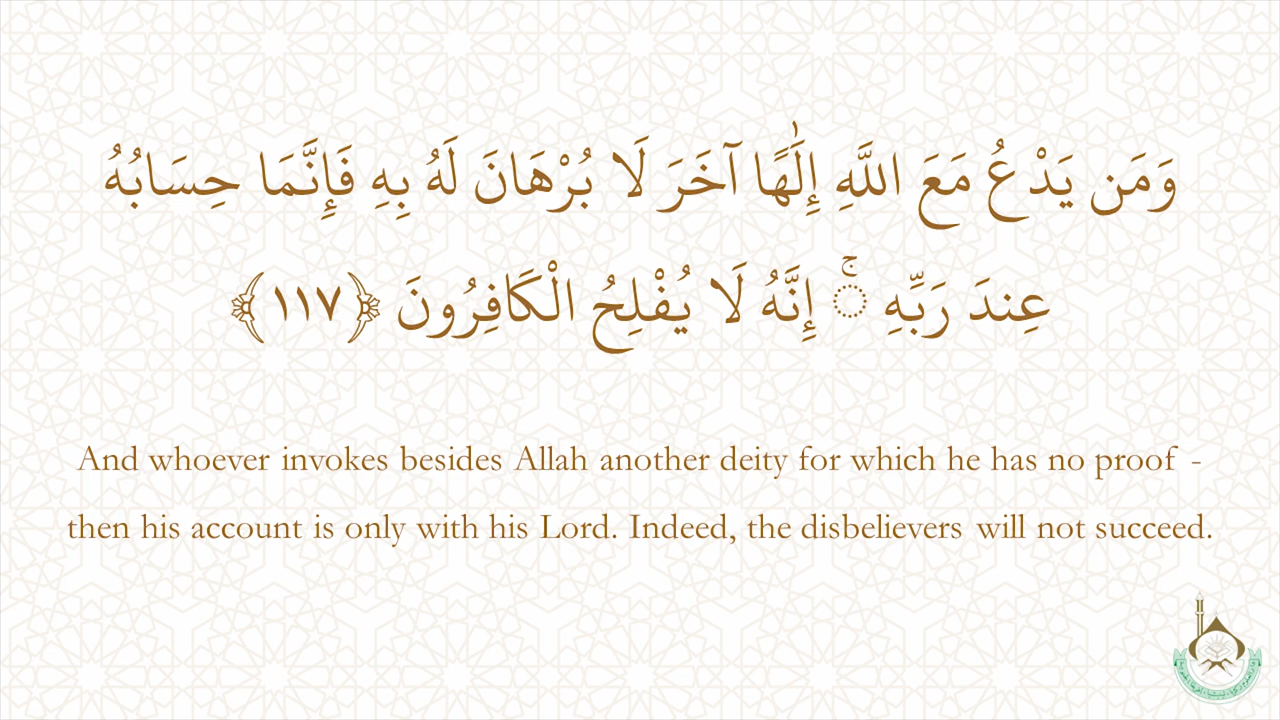 وَمَن يَدْعُ مَعَ اللَّهِ إِلَٰهًا آخَرَ لَا بُرْهَانَ لَهُ بِهِ فَإِنَّمَا حِسَابُهُ
عِندَ رَبِّهِ ۚ إِنَّهُ لَا يُفْلِحُ الْكَافِرُونَ ﴿١١٧﴾
And whoever invokes besides Allah another deity for which he has no proof -
then his account is only with his Lord. Indeed, the disbelievers will not succeed.